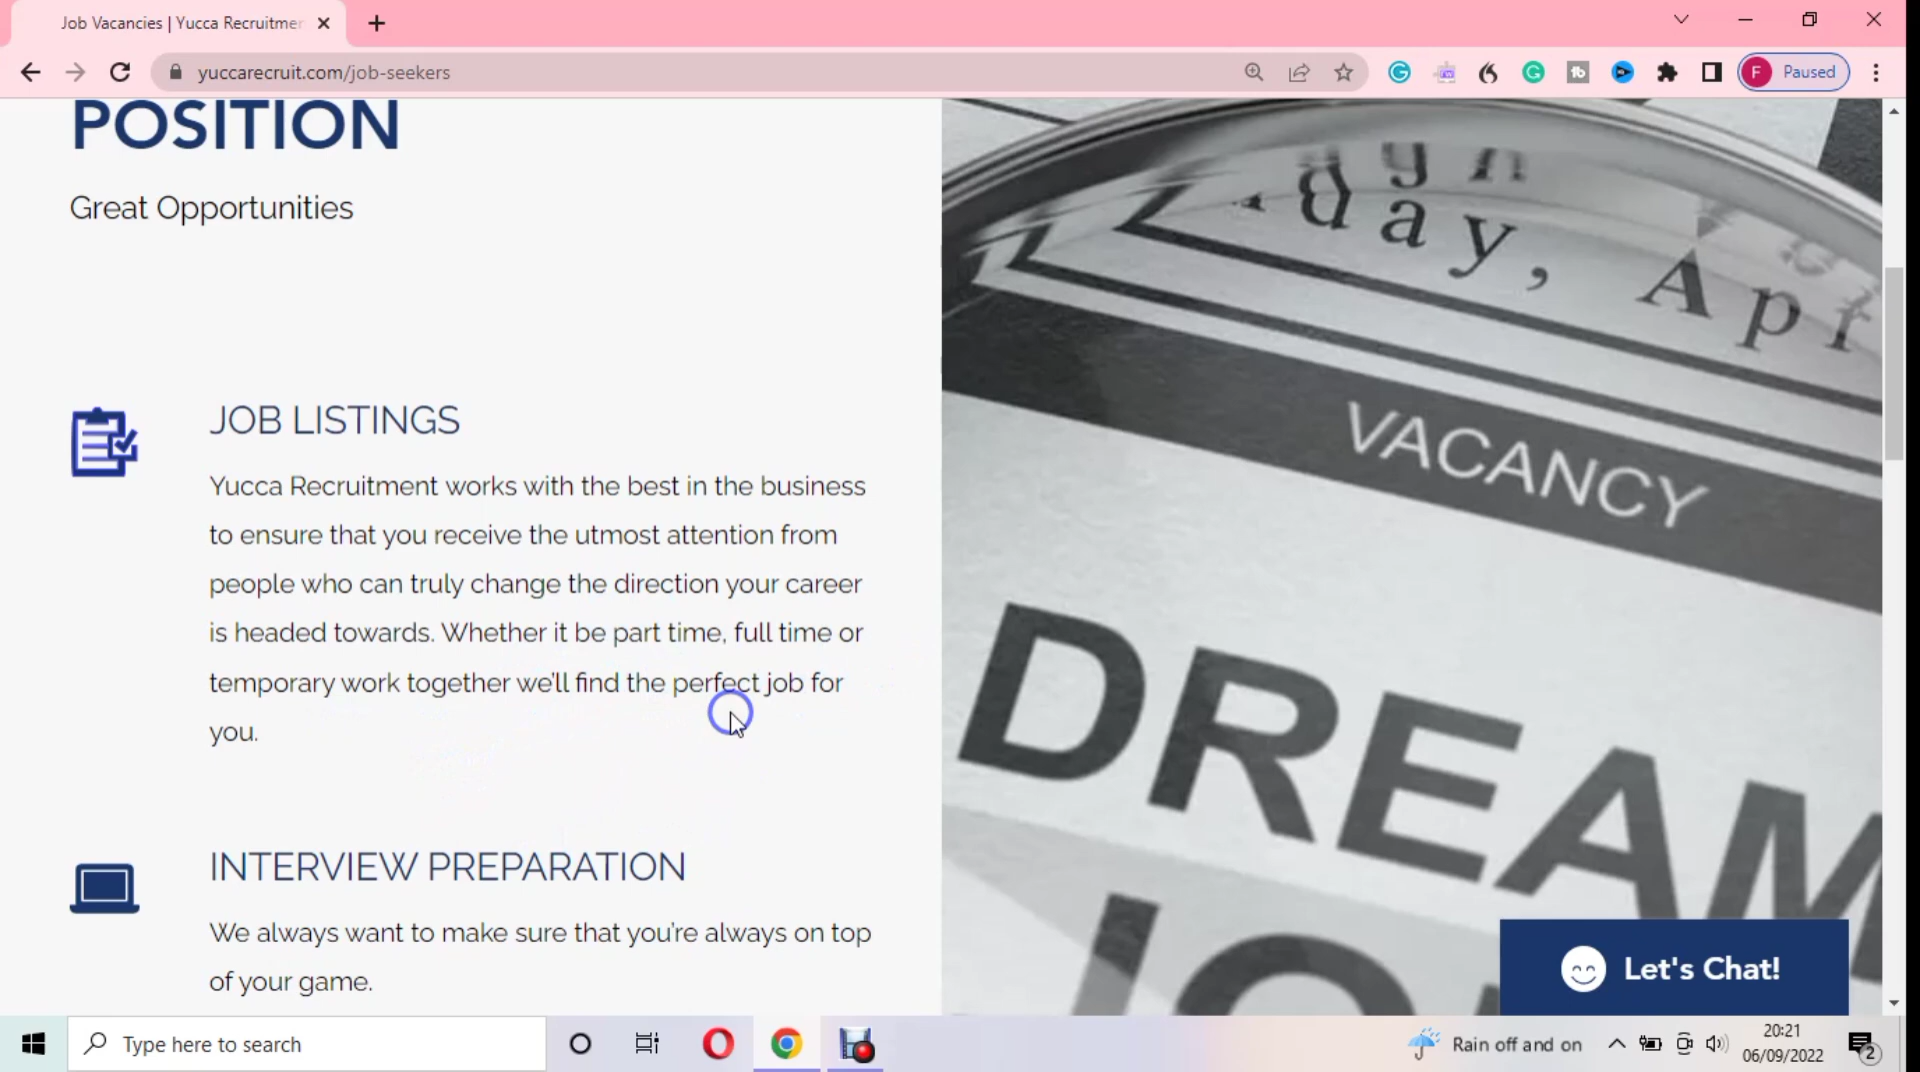 Job Vacancies | Yucca Recruitmen
yuccarecruit.com/job-seekers
F Paused
POSITION
Great Opportunities
JOB LISTINGS
Yucca Recruitment works with the best in the business
to ensure that you receive the utmost attention from
people who can truly change the direction your career
is headed towards. Whether it be part time, full time or
temporary work together we'll find the perfect job for
you.
INTERVIEW PREPARATION
We always want to make sure that you're always on top
of your game.
day, Apr
VACANCY
DREAM
JO
Let's Chat!
Type here to search
Rain off and on
20:21
06/09/2022
2